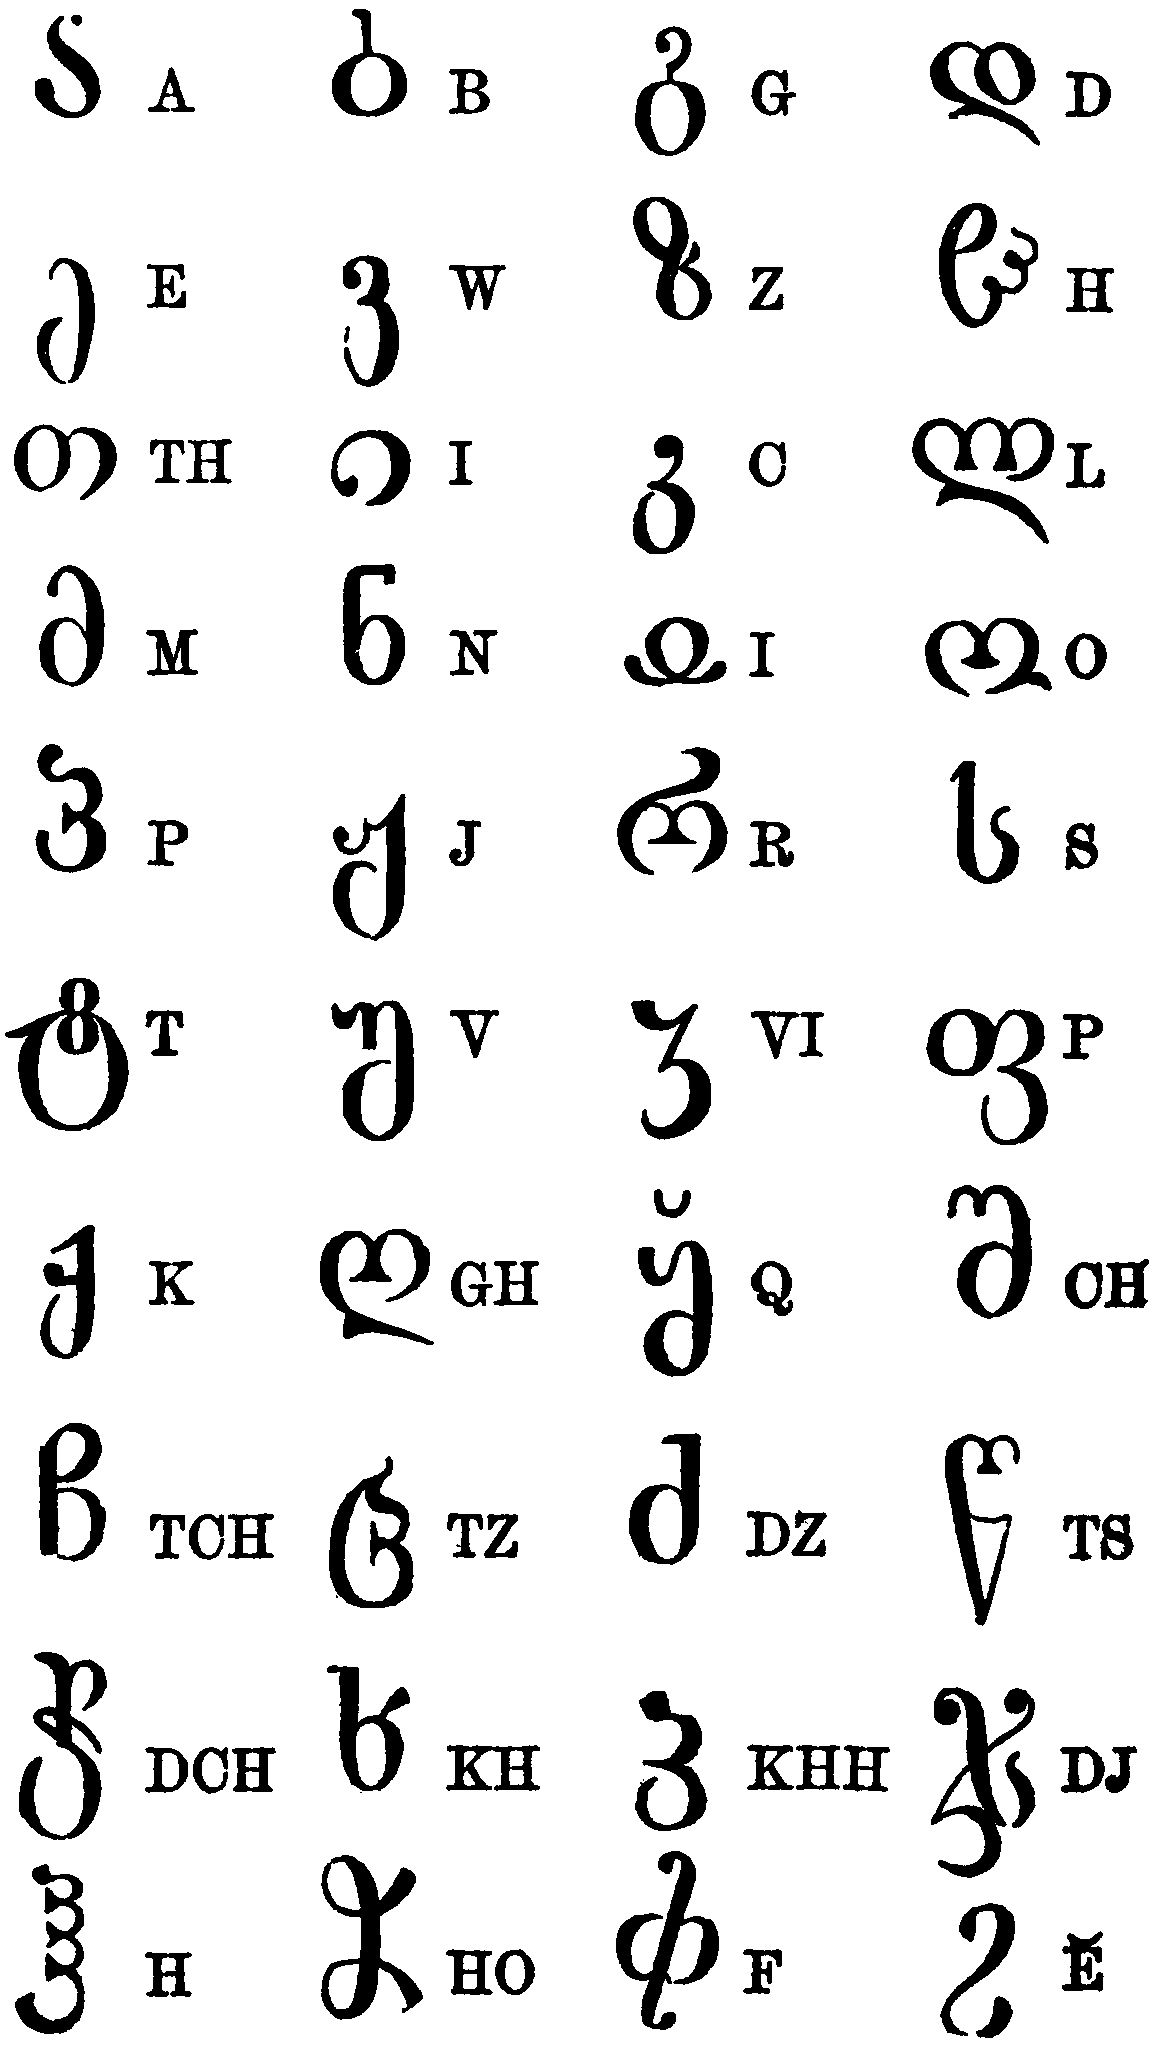 ა A ბ B გ G დ D
ე E ვ W ზ Z ჱ H
თ TH ი I კ C ლ L
მ M ნ N ჲ I ო O
პ P ჟ J რ R ს S
ტ T უ V ჳ VI ფ P
ქ K ღ GH ყ Q შ CH
ჩ TCH ც TZ ძ DZ წ TS
ჭ DCH ხ KH ჴ KHH ჯ DJ
ჰ H ჵ HO ჶ F ჷ Ĕ